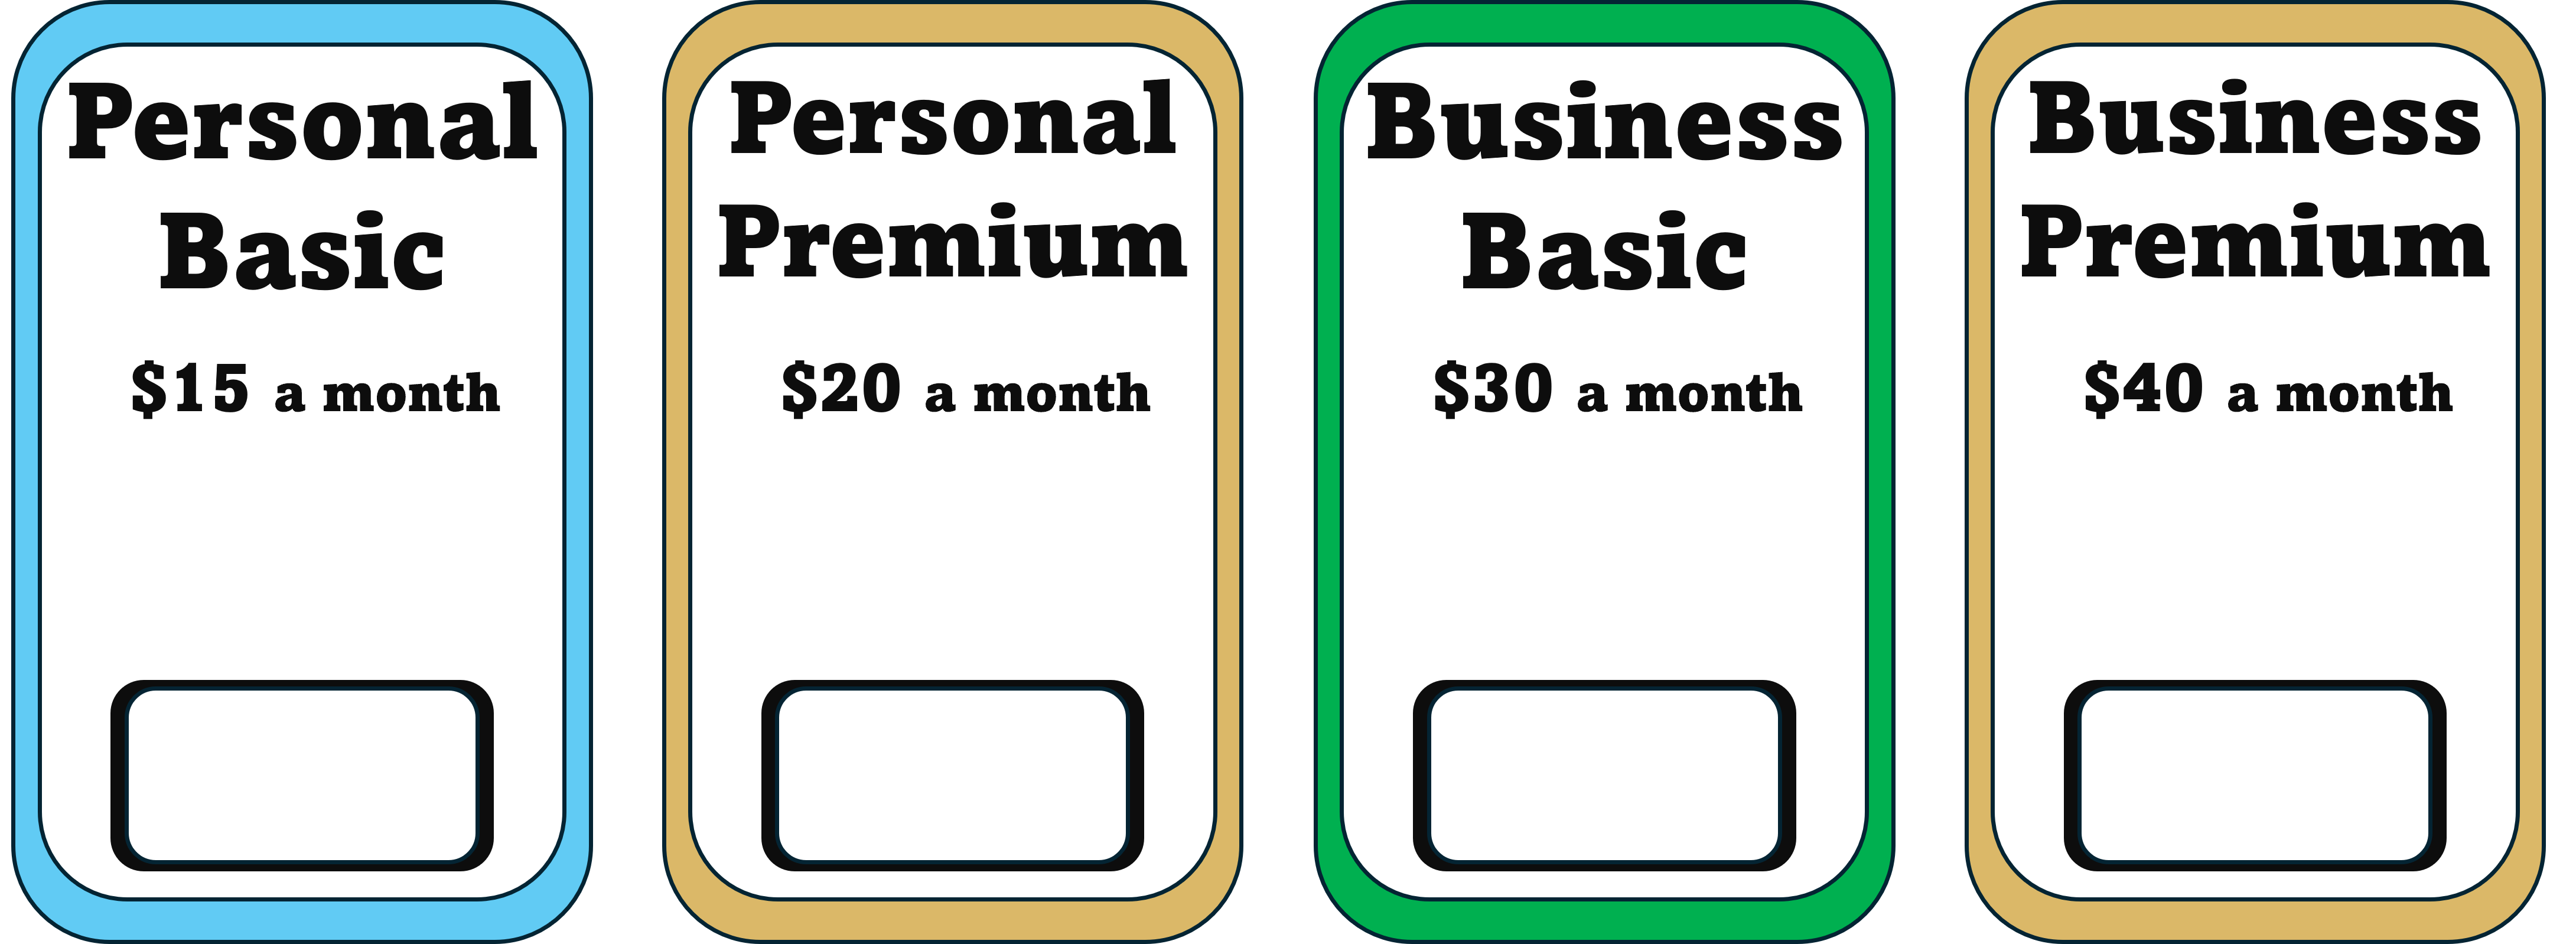 Personal
Basic
$15 a month
Personal
Premium
$20 a month
Business
Basic
$30 a month
Business
Premium
$40 a month